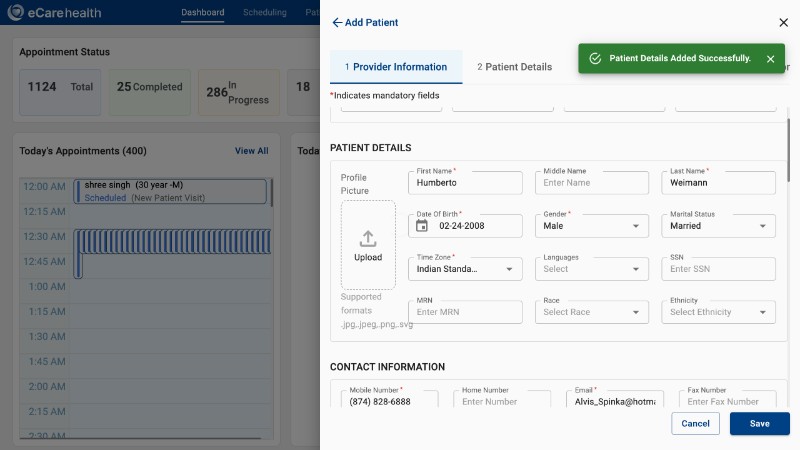 eCarehealth
Dashboard
Scheduling
Appointment Status
1124 Total
25 Completed
286 In Progress
18
Today's Appointments (400)
View All
12:00 AM
shree singh (30 year -M)
Scheduled (New Patient Visit)
12:15 AM
12:30 AM
12:45 AM
1:00 AM
1:15 AM
1:30 AM
1:45 AM
2:00 AM
2:15 AM
2:30 AM
Add Patient
1 Provider Information
2 Patient Details
Patient Details Added Successfully.
*Indicates mandatory fields
PATIENT DETAILS
Profile Picture
Upload
Supported formats
.jpg,.jpeg,.png,.svg
First Name *
Humberto
Middle Name
Enter Name
Last Name *
Weimann
Date Of Birth *
02-24-2008
Gender *
Male
Marital Status
Married
Time Zone *
Indian Standa...
Languages
Select
SSN
Enter SSN
MRN
Enter MRN
Race
Select Race
Ethnicity
Select Ethnicity
CONTACT INFORMATION
Mobile Number *
(874) 828-6888
Home Number
Enter Number
Email *
Alvis_Spinka@hotma
Fax Number
Enter Fax Number
Cancel
Save